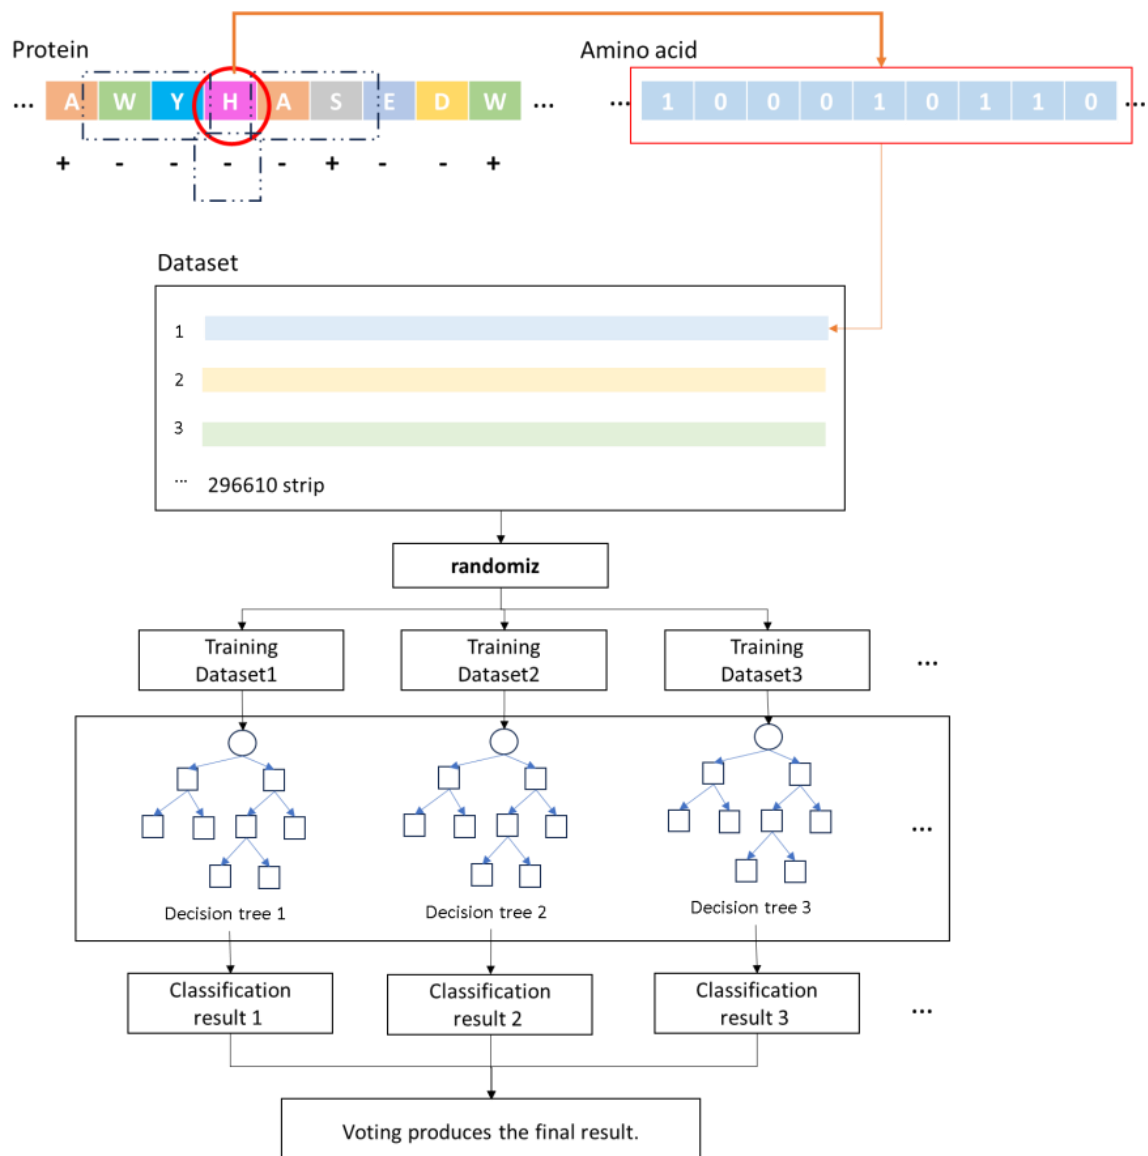 Protein
Amino acid
... A W Y H A S E D W ...
... 1 0 0 0 1 0 1 1 0 ...
+ - - - - + - - +
Dataset
1
2
3
... 296610 strip
randomiz
Training
Dataset1
Training
Dataset2
Training
Dataset3
...
Decision tree 1
Decision tree 2
Decision tree 3
...
Classification
result 1
Classification
result 2
Classification
result 3
...
Voting produces the final result.